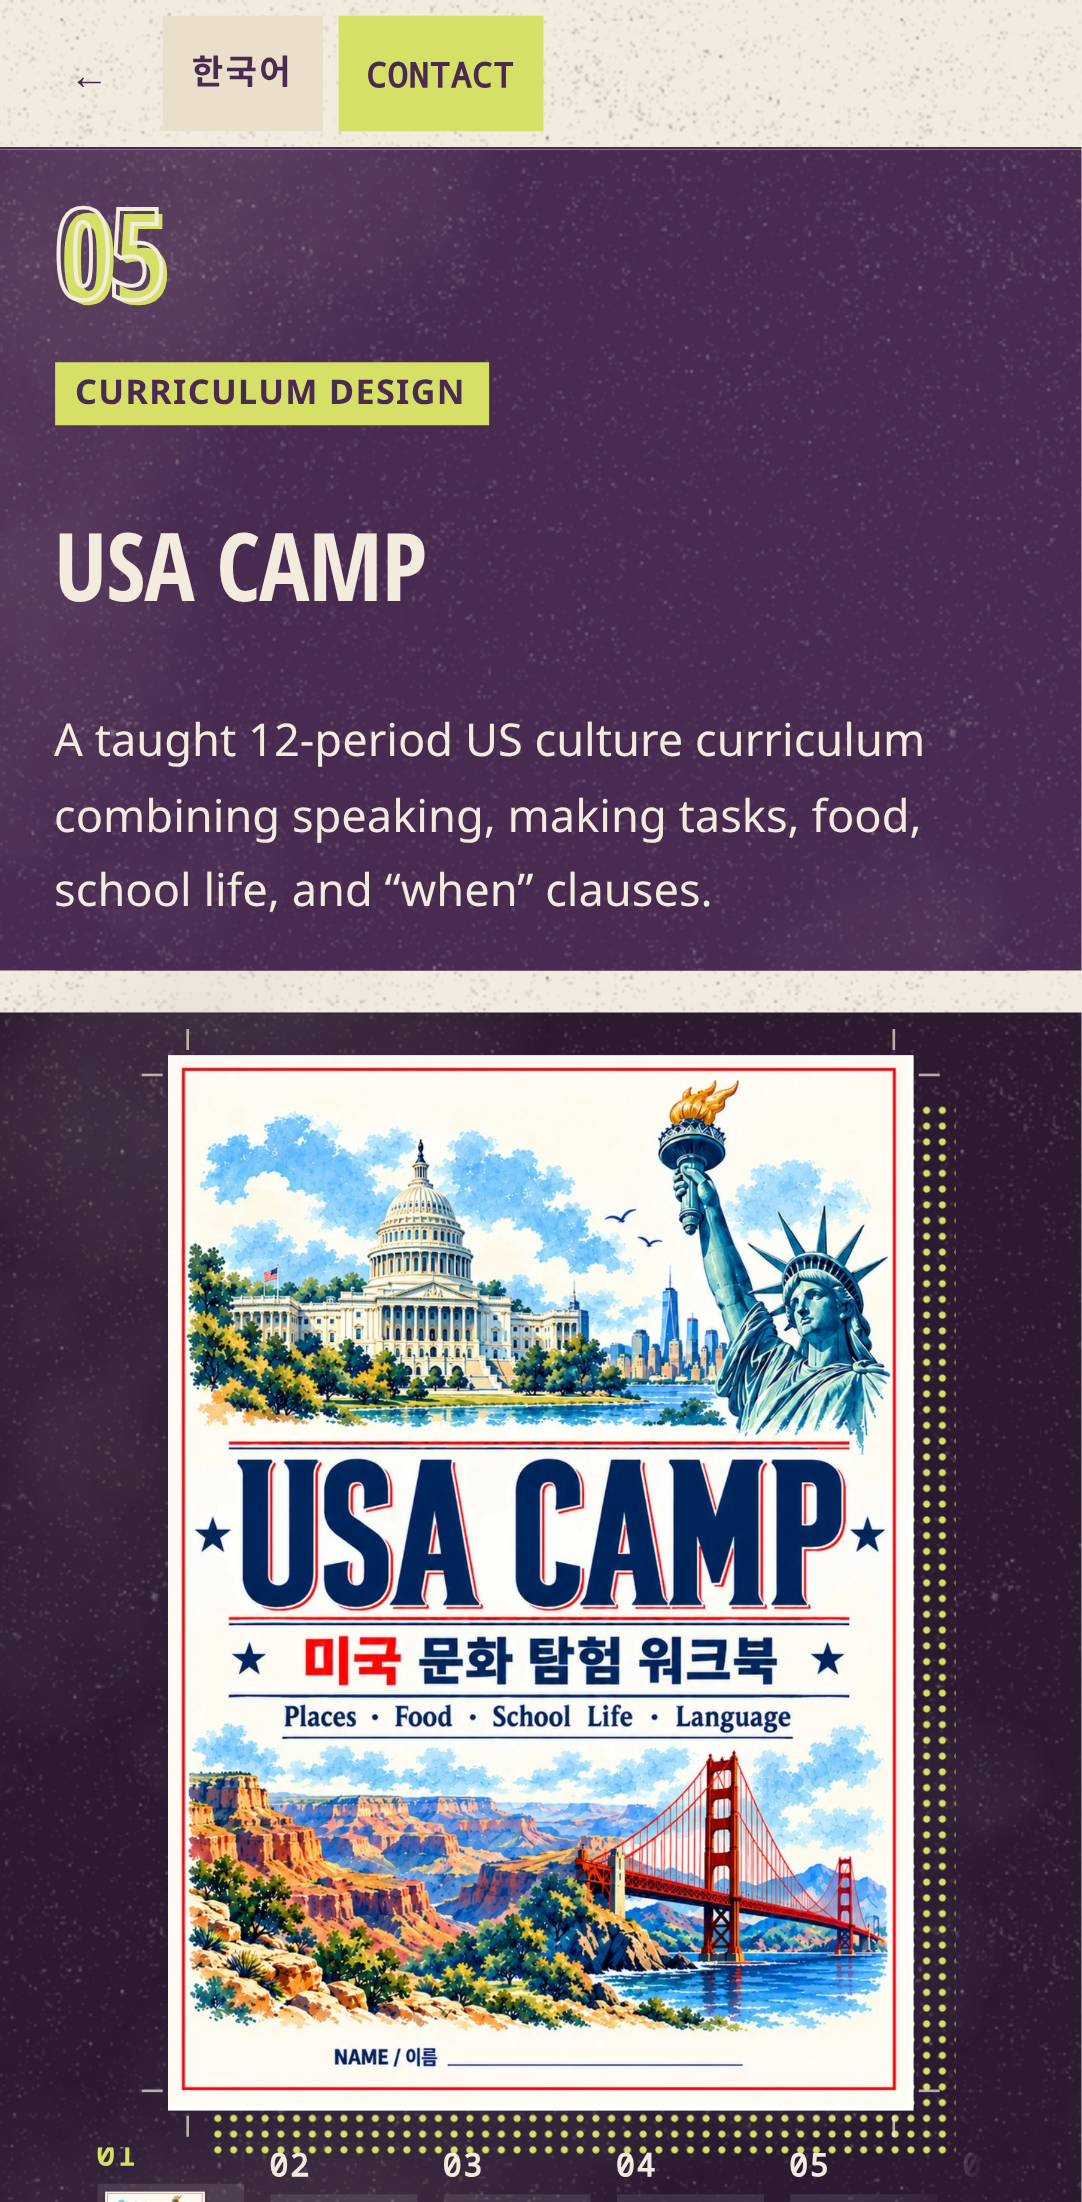 ←
한국어
CONTACT
05
CURRICULUM DESIGN
USA CAMP
A taught 12-period US culture curriculum
combining speaking, making tasks, food,
school life, and “when” clauses.
★ USA CAMP ★
★ 미국 문화 탐험 워크북 ★
Places · Food · School Life · Language
NAME / 이름
01 02 03 04 05